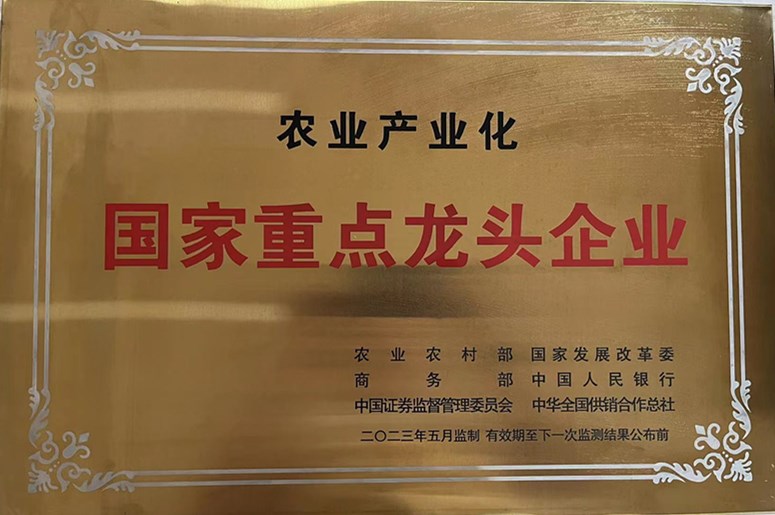 农业产业化
国家重点龙头企业
农业农村部 国家发展改革委
商务部 中国人民银行
中国证券监督管理委员会 中华全国供销合作总社
二〇二三年五月监制 有效期至下一次监测结果公布前